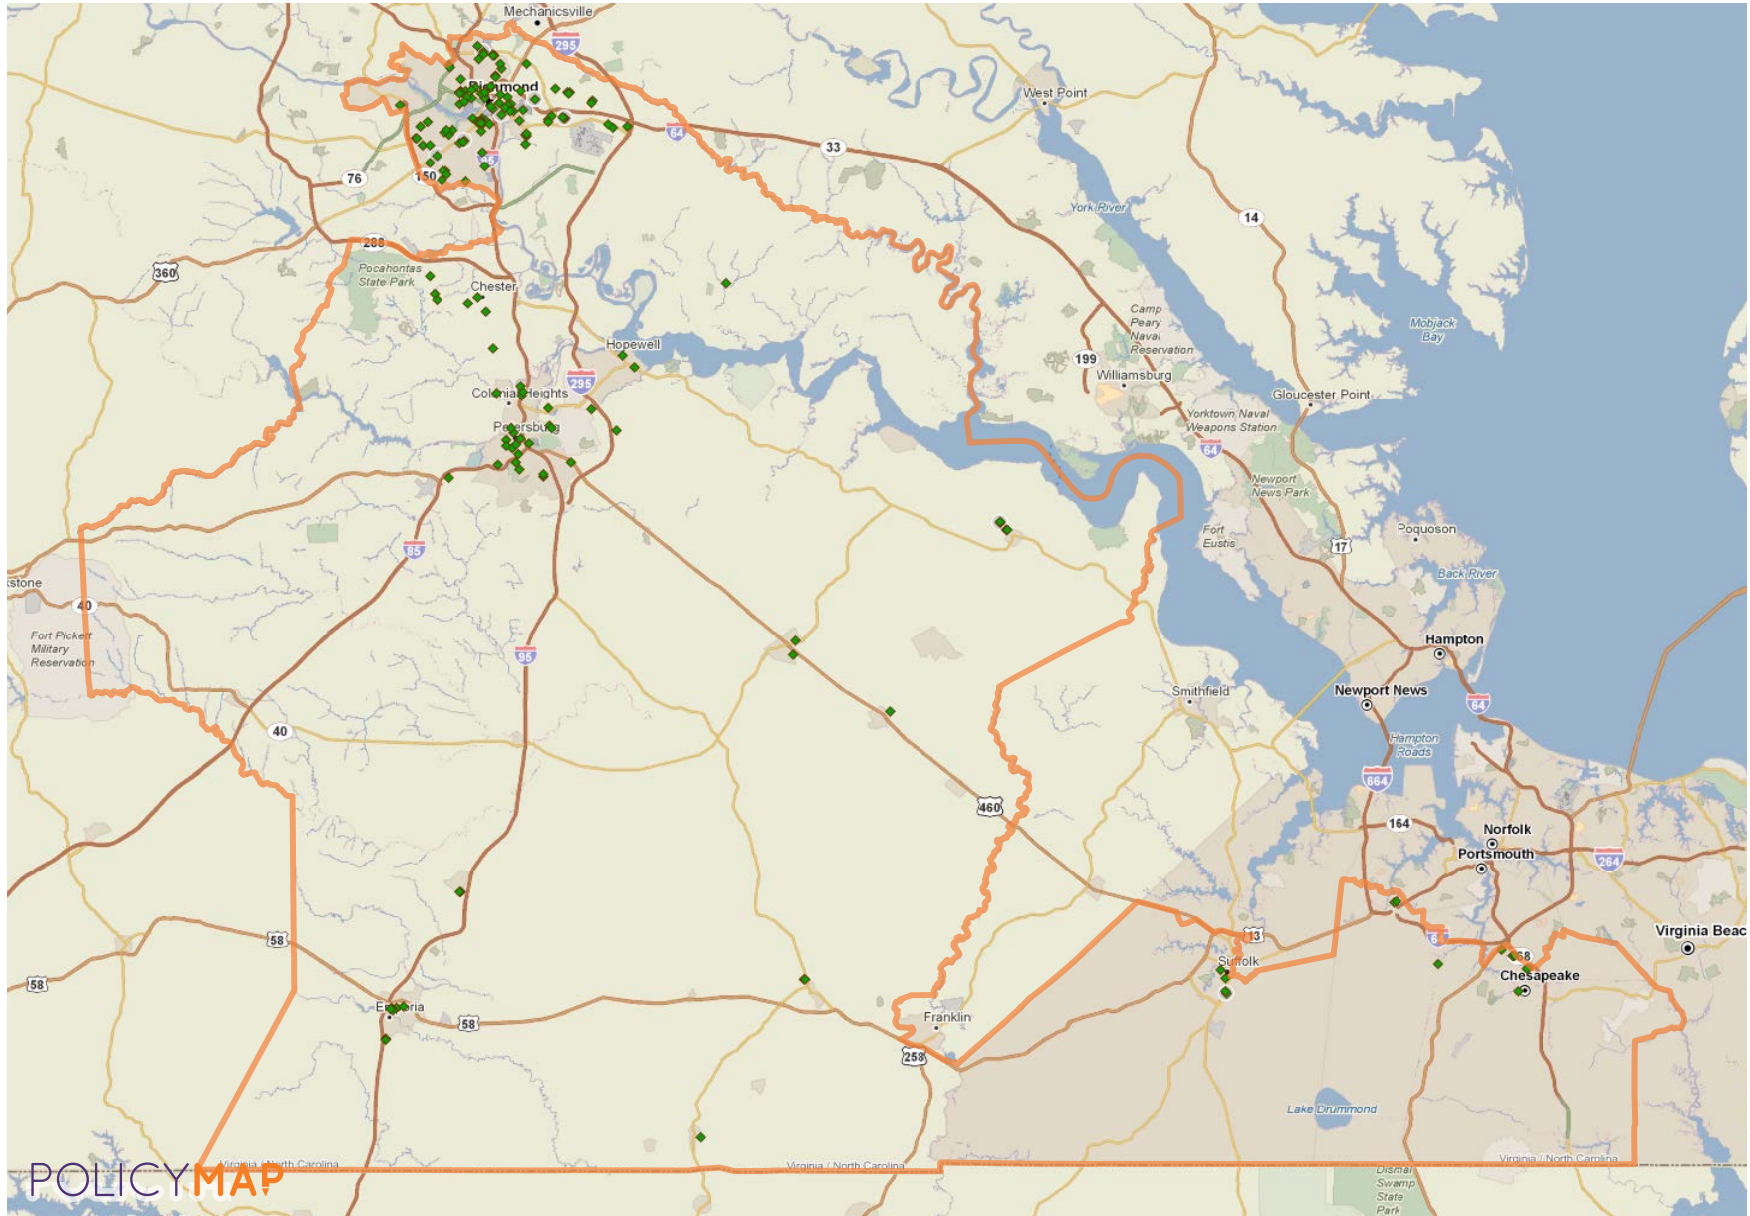 Mechanicsville
295
Richmond
West Point
64
33
95
76
150
York River
14
288
360
Pocahontas
State Park
Chester
Camp
Peary
Naval
Reservation
Mobjack
Bay
Hopewell
199
295
Williamsburg
Colonial Heights
Gloucester Point
Yorktown Naval
Weapons Station
Petersburg
64
Newport
News Park
Fort
Eustis
Poquoson
17
85
kstone
Back River
40
Fort Pickett
Military
Reservation
95
Hampton
Smithfield
Newport News
64
40
Hampton
Roads
664
460
164
Norfolk
Portsmouth
264
58
13
Virginia Beac
Suffolk
58
Chesapeake
Emporia
58
Franklin
258
Lake Drummond
Virginia / North Carolina
Virginia / North Carolina
Virginia / North Carolina
POLICYMAP
Dismal
Swamp
State
Park